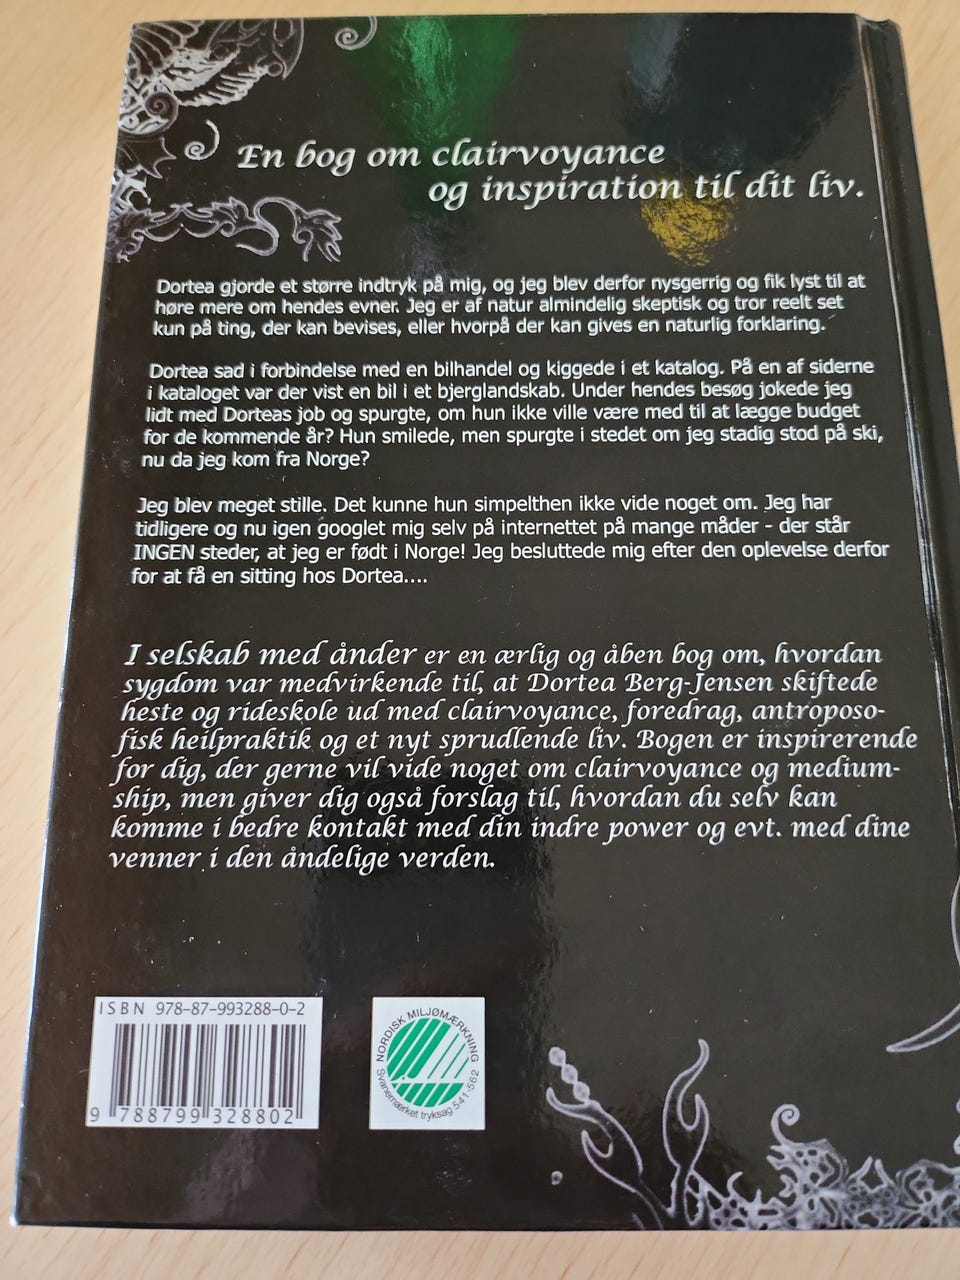 En bog om clairvoyance
og inspiration til dit liv.
Dortea gjorde et større indtryk på mig, og jeg blev derfor nysgerrig og fik lyst til at
høre mere om hendes evner. Jeg er af natur almindelig skeptisk og tror reelt set
kun på ting, der kan bevises, eller hvorpå der kan gives en naturlig forklaring.
Dortea sad i forbindelse med en bilhandel og kiggede i et katalog. På en af siderne
i kataloget var der vist en bil i et bjerglandskab. Under hendes besøg jokede jeg
lidt med Dorteas job og spurgte, om hun ikke ville være med til at lægge budget
for de kommende år? Hun smilede, men spurgte i stedet om jeg stadig stod på ski,
nu da jeg kom fra Norge?
Jeg blev meget stille. Det kunne hun simpelthen ikke vide noget om. Jeg har
tidligere og nu igen googlet mig selv på internettet på mange måder - der står
INGEN steder, at jeg er født i Norge! Jeg besluttede mig efter den oplevelse derfor
for at få en sitting hos Dortea....
I selskab med ånder er en ærlig og åben bog om, hvordan
sygdom var medvirkende til, at Dortea Berg-Jensen skiftede
heste og rideskole ud med clairvoyance, foredrag, antroposo-
fisk heilpraktik og et nyt sprudlende liv. Bogen er inspirerende
for dig, der gerne vil vide noget om clairvoyance og medium-
ship, men giver dig også forslag til, hvordan du selv kan
komme i bedre kontakt med din indre power og evt. med dine
venner i den åndelige verden.
ISBN 978-87-993288-0-2
9 788799 328802
NORDISK MILJØMÆRKNING
Svanemærket tryksag 541-562